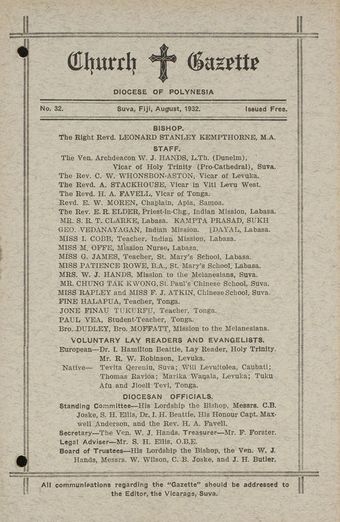 Church Gazette
DIOCESE OF POLYNESIA
No. 32. Suva, Fiji, August, 1932. Issued Free.
BISHOP.
The Right Revd. LEONARD STANLEY KEMPTHORNE, M.A.
STAFF.
The Ven. Archdeacon W. J. HANDS, L.Th. (Dunelm),
Vicar of Holy Trinity (Pro-Cathedral), Suva.
The Rev. C. W. WHONSBON-ASTON, Vicar of Levuka.
The Revd. A. STACKHOUSE, Vicar in Viti Levu West.
The Revd. H. A. FAVELL, Vicar of Tonga.
Revd. E. W. MOREN, Chaplain, Apia, Samoa.
The Rev. E. R. ELDER, Priest-in-Chg., Indian Mission, Labasa.
MR. S. R. T. CLARKE, Labasa. KAMPTA PRASAD, SUKH
GEO. VEDANAYAGAN, Indian Mission. [DAYAL, Labasa.
MISS I. COBB, Teacher, Indian Mission, Labasa.
MISS M. OFFE, Mission Nurse, Labasa.
MISS G. JAMES, Teacher, St. Mary's School, Labasa.
MISS PATIENCE ROWE, B.A., St. Mary's School, Labasa.
MRS. W. J. HANDS, Mission to the Melanesians, Suva.
MR. CHUNG TAK KWONG, St. Paul's Chinese School, Suva.
MISS RAPLEY and MISS F. J. ATKIN, Chinese School, Suva.
FINE HALAPUA, Teacher, Tonga.
JONE FINAU TUKUFU, Teacher, Tonga.
PAUL VEA, Student-Teacher, Tonga.
Bro. DUDLEY, Bro. MOFFATT, Mission to the Melanesians.
VOLUNTARY LAY READERS AND EVANGELISTS.
European—Dr. I. Hamilton Beattie, Lay Reader, Holy Trinity.
Mr. R. W. Robinson, Levuka.
Native— Tevita Suva; Will Caubati;
Thomas Ravioa; Marika Levuka; Tuku
Afu and Tevi, Tonga.
DIOCESAN OFFICIALS.
Standing Committee—His Lordship the Bishop, Messrs. C.B.
Joske, S. H. Ellis, Dr. I. H. Beattie, His Honour Capt. Max-
well Anderson, and the Rev. H. A. Favell.
Secretary—The Ven. W. J. Hands. Treasurer—Mr. F. Forster.
Legal Adviser—Mr. S. H. Ellis, O.B.E.
Board of Trustees—His Lordship the Bishop, the Ven. W. J.
Hands, Messrs. W. Wilson, C. B. Joske, and J. H. Butler.
All communications regarding the "Gazette" should be addressed to
the Editor, the Vicarage, Suva.